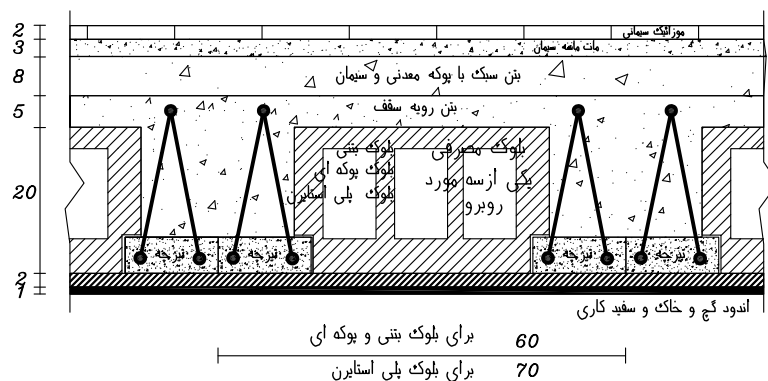 2
موزائیک سیمانی
3
ملات ماسه سیمان
8
بتن سبک با پوکه معدنی و سیمان
5
بتن رویه سقف
بلوک مصرفی
یکی ازسه مورد
روبرو
بلوک بتنی
بلوک پوکه ای
بلوک پلی استایرن
20
تیرچه
تیرچه
تیرچه
تیرچه
2
1
اندود گچ و خاک و سفید کاری
برای بلوک بتنی و پوکه ای 60
برای بلوک پلی استایرن 70